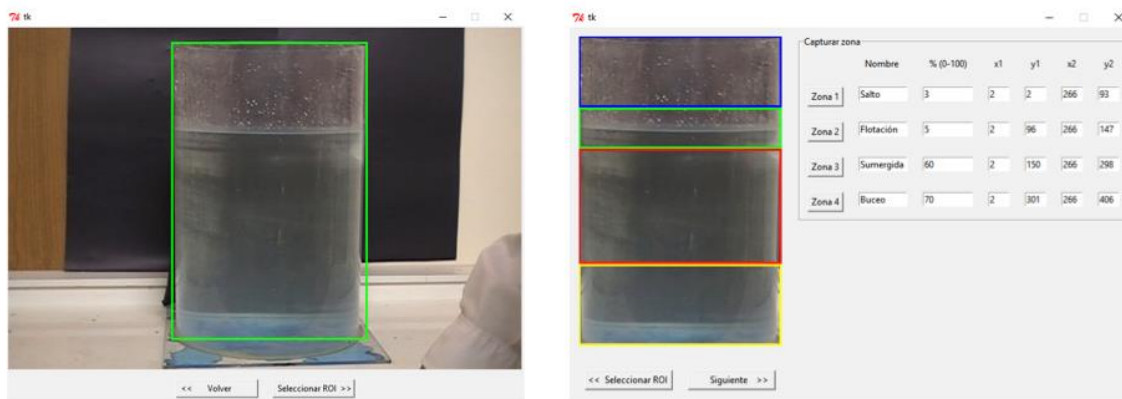 tk
<< Volver
Seleccionar ROI >>
tk
Capturar zona
Nombre % (0-100) x1 y1 x2 y2
Zona 1 Salto 3 2 2 266 93
Zona 2 Flotación 5 2 96 266 147
Zona 3 Sumergida 60 2 150 266 298
Zona 4 Buceo 70 2 301 266 406
<< Seleccionar ROI
Siguiente >>